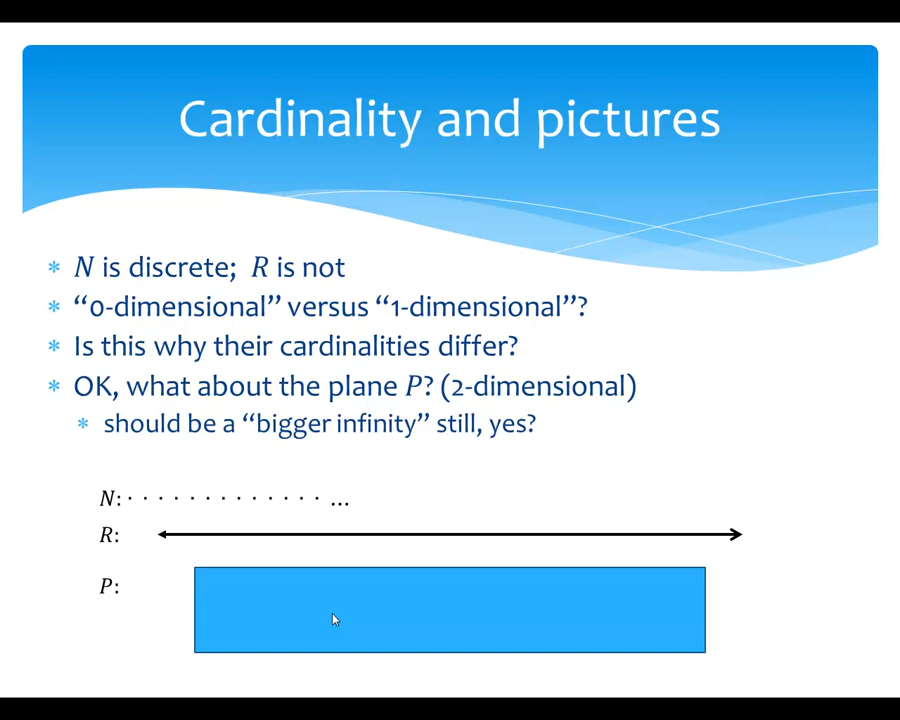 Cardinality and pictures
* N is discrete; R is not
* “0-dimensional” versus “1-dimensional”?
* Is this why their cardinalities differ?
* OK, what about the plane P? (2-dimensional)
* should be a “bigger infinity” still, yes?
N: · · · · · · · · · · · · · ...
R:
P: